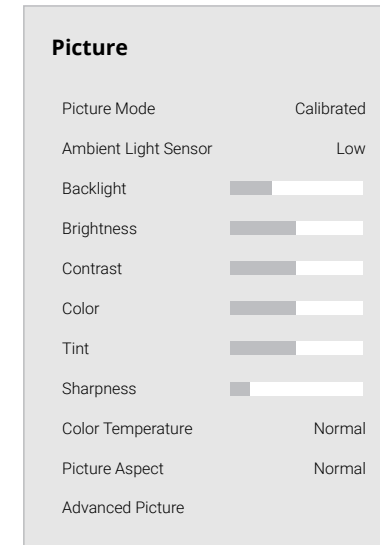 Picture
Picture Mode Calibrated
Ambient Light Sensor Low
Backlight
Brightness
Contrast
Color
Tint
Sharpness
Color Temperature Normal
Picture Aspect Normal
Advanced Picture